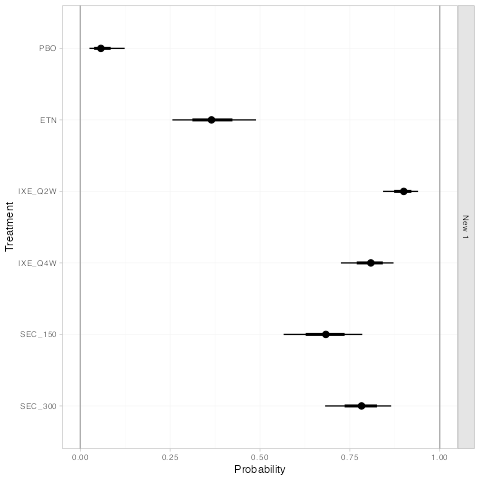 PBO
ETN
IXE_Q2W
IXE_Q4W
SEC_150
SEC_300
Treatment
New 1
0.00 0.25 0.50 0.75 1.00
Probability